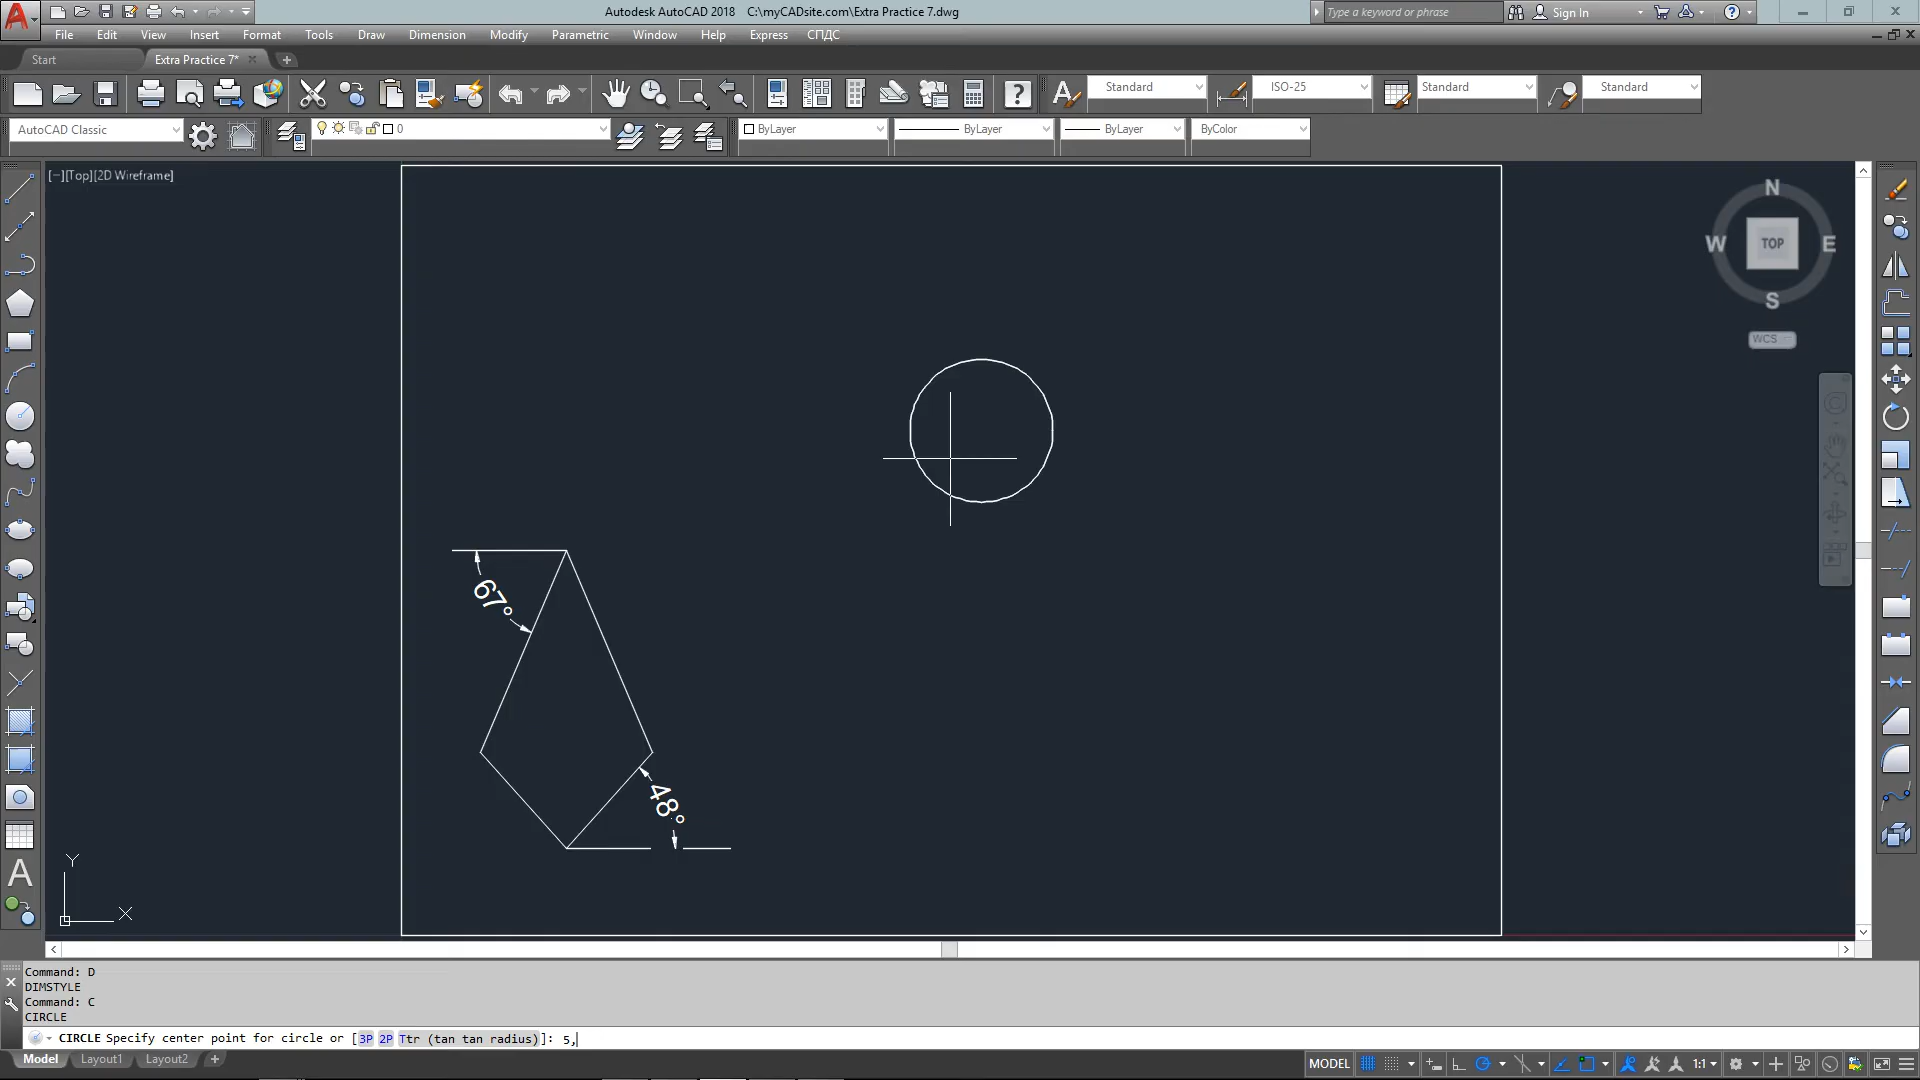 Autodesk AutoCAD 2018 C:\myCADsite.com\Extra Practice 7.dwg
Type a keyword or phrase
Sign In
File Edit View Insert Format Tools Draw Dimension Modify Parametric Window Help Express СПДС
Start
Extra Practice 7*
Standard
ISO-25
Standard
Standard
AutoCAD Classic
0
ByLayer
ByLayer
ByLayer
ByColor
[−][Top][2D Wireframe]
N
W
TOP
E
S
WCS
67°
48°
Y
X
Command: D
DIMSTYLE
Command: C
CIRCLE
CIRCLE Specify center point for circle or [3P 2P Ttr (tan tan radius)]: 5,
Model Layout1 Layout2
MODEL
1:1